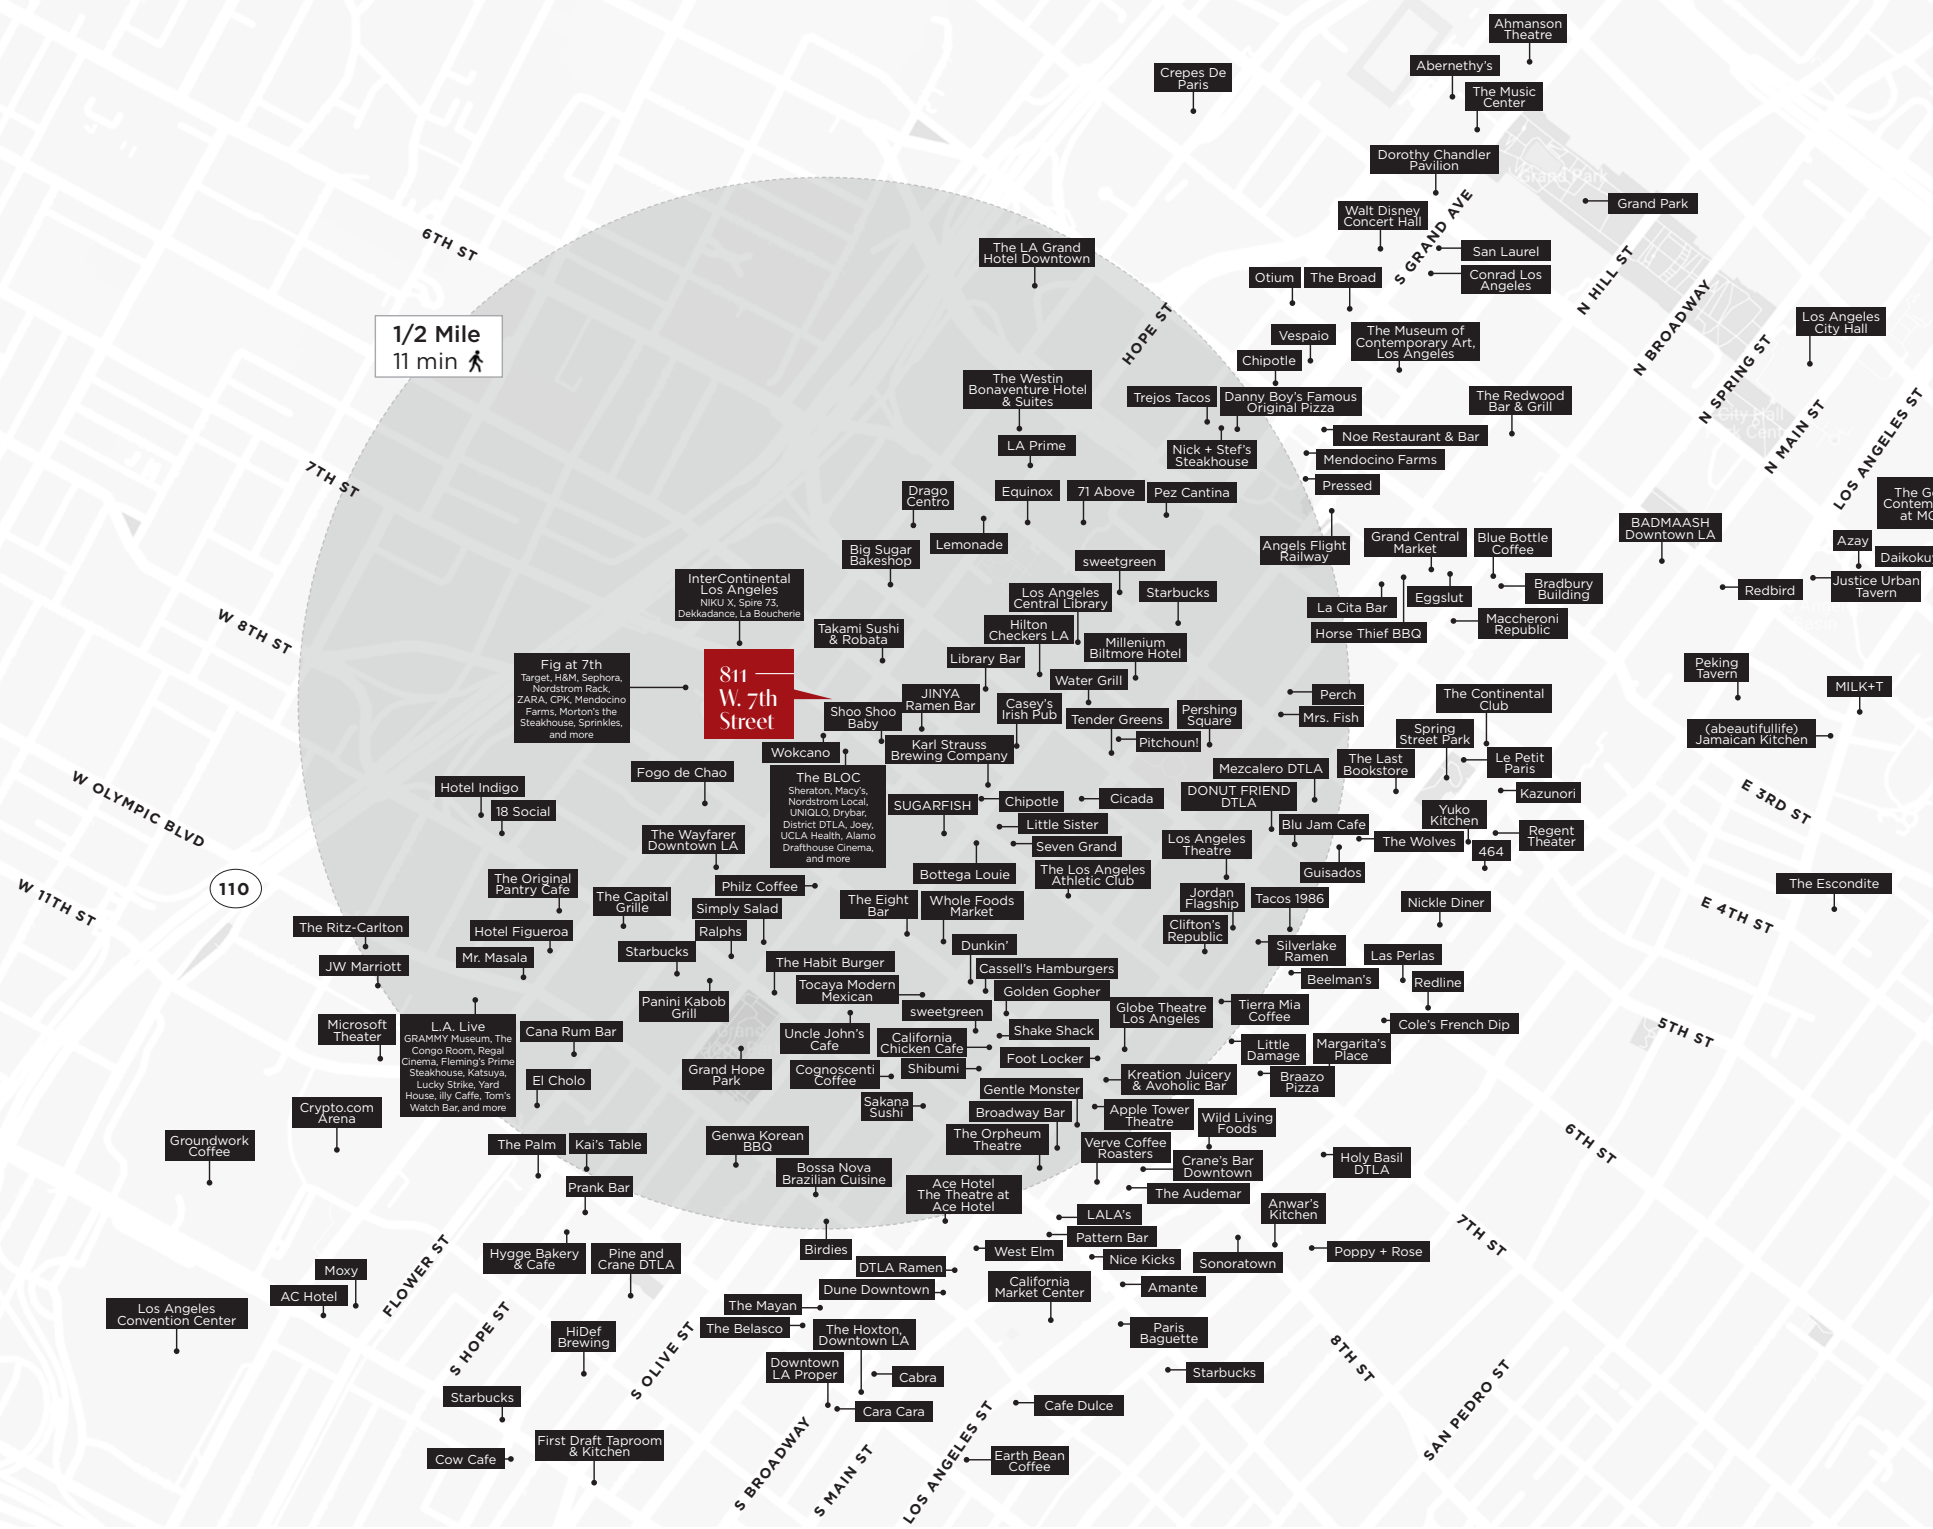 Ahmanson
Theatre
Abernethy's
Crepes De
Paris
The Music
Center
Dorothy Chandler
Pavilion
Grand Park
Grand Park
Walt Disney
Concert Hall
S GRAND AVE
San Laurel
6TH ST
The LA Grand
Hotel Downtown
Otium
The Broad
Conrad Los
Angeles
N HILL ST
N BROADWAY
1/2 Mile
11 min
HOPE ST
Vespaio
The Museum of
Contemporary Art,
Los Angeles
Chipotle
Los Angeles
City Hall
N SPRING ST
The Westin
Bonaventure Hotel
& Suites
Trejos Tacos
Danny Boy's Famous
Original Pizza
The Redwood
Bar & Grill
City Hall
N MAIN ST
LOS ANGELES ST
LA Prime
Nick + Stef's
Steakhouse
Noe Restaurant & Bar
Mendocino Farms
Pressed
7TH ST
Drago
Centro
Equinox
71 Above
Pez Cantina
Lemonade
Big Sugar
Bakeshop
sweetgreen
Angels Flight
Railway
Grand Central
Market
Blue Bottle
Coffee
BADMAASH
Downtown LA
Azay
Justice Urban
Tavern
InterContinental
Los Angeles
NIKU X, Spire 73,
Dekkadance, La Boucherie
Los Angeles
Central Library
Starbucks
La Cita Bar
Eggslut
Bradbury
Building
Redbird
W 8TH ST
Takami Sushi
& Robata
Hilton
Checkers LA
Millenium
Biltmore Hotel
Horse Thief BBQ
Maccheroni
Republic
Library Bar
Water Grill
Fig at 7th
Target, H&M, Sephora,
Nordstrom Rack,
ZARA, CPK, Mendocino
Farms, Morton's the
Steakhouse, Sprinkles,
and more
811
W. 7th
Street
Shoo Shoo
Baby
JINYA
Ramen Bar
Casey's
Irish Pub
Tender Greens
Pershing
Square
Perch
Mrs. Fish
The Continental
Club
Peking
Tavern
MILK+T
(abeautifullife)
Jamaican Kitchen
Wokcano
Karl Strauss
Brewing Company
Pitchoun!
Spring
Street Park
Le Petit
Paris
W OLYMPIC BLVD
Hotel Indigo
18 Social
Fogo de Chao
The BLOC
Sheraton, Macy's,
Nordstrom Local,
UNIQLO, Drybar,
District DTLA, Joey,
UCLA Health, Alamo
Drafthouse Cinema,
and more
SUGARFISH
Chipotle
Cicada
Mezcalero DTLA
DONUT FRIEND
DTLA
The Last
Bookstore
Kazunori
E 3RD ST
The Wayfarer
Downtown LA
Little Sister
Seven Grand
Los Angeles
Theatre
Blu Jam Cafe
The Wolves
Yuko
Kitchen
464
Regent
Theater
W 11TH ST
110
The Original
Pantry Cafe
The Capital
Grille
Philz Coffee
Bottega Louie
The Los Angeles
Athletic Club
Guisados
The Escondite
E 4TH ST
The Ritz-Carlton
Hotel Figueroa
Simply Salad
Ralphs
The Eight
Bar
Whole Foods
Market
Jordan
Flagship
Tacos 1986
Nickle Diner
JW Marriott
Mr. Masala
Starbucks
The Habit Burger
Dunkin'
Clifton's
Republic
Silverlake
Ramen
Las Perlas
Cassell's Hamburgers
Beelman's
Redline
Panini Kabob
Grill
Tocaya Modern
Mexican
Golden Gopher
Globe Theatre
Los Angeles
Tierra Mia
Coffee
Cole's French Dip
5TH ST
Microsoft
Theater
L.A. Live
GRAMMY Museum, The
Congo Room, Regal
Cinema, Fleming's Prime
Steakhouse, Katsuya,
Lucky Strike, Yard
House, illy Caffe, Tom's
Watch Bar, and more
Cana Rum Bar
Grand
Uncle John's
Cafe
sweetgreen
California
Chicken Cafe
Shake Shack
Foot Locker
Little
Damage
Margarita's
Place
El Cholo
Grand Hope
Park
Cognoscenti
Coffee
Shibumi
Gentle Monster
Kreation Juicery
& Avoholic Bar
Braazo
Pizza
Crypto.com
Arena
Sakana
Sushi
Broadway Bar
Apple Tower
Theatre
Wild Living
Foods
Groundwork
Coffee
The Palm
Kai's Table
Genwa Korean
BBQ
The Orpheum
Theatre
Verve Coffee
Roasters
Crane's Bar
Downtown
Holy Basil
DTLA
6TH ST
Prank Bar
Bossa Nova
Brazilian Cuisine
Ace Hotel
The Theatre at
Ace Hotel
The Audemar
LALA's
Anwar's
Kitchen
7TH ST
Hygge Bakery
& Cafe
Pine and
Crane DTLA
Birdies
Pattern Bar
West Elm
Nice Kicks
Sonoratown
Poppy + Rose
Moxy
AC Hotel
FLOWER ST
DTLA Ramen
Dune Downtown
California
Market Center
Amante
Los Angeles
Convention Center
S HOPE ST
HiDef
Brewing
S OLIVE ST
The Mayan
The Belasco
The Hoxton,
Downtown LA
Paris
Baguette
8TH ST
Downtown
LA Proper
Cabra
Starbucks
SAN PEDRO ST
Starbucks
Cara Cara
Cafe Dulce
First Draft Taproom
& Kitchen
Cow Cafe
Earth Bean
Coffee
S BROADWAY
S MAIN ST
LOS ANGELES ST